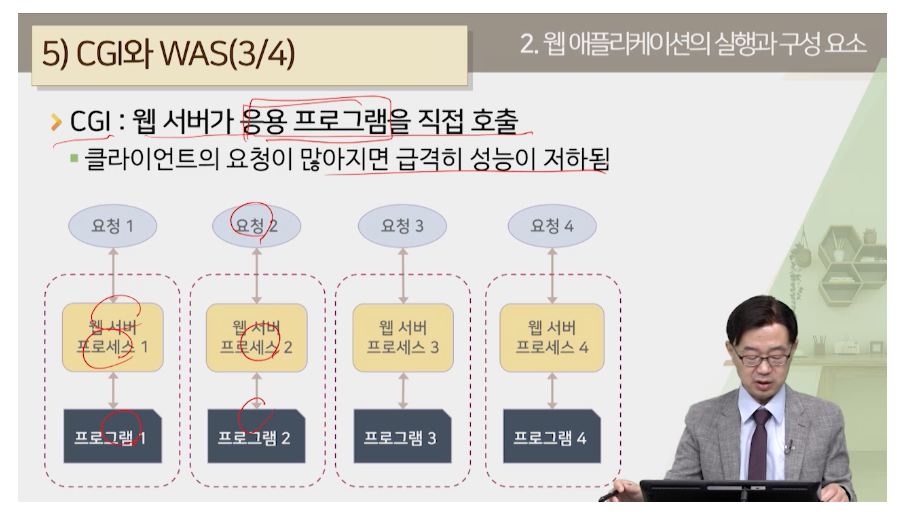 5) CGI와 WAS(3/4)
2. 웹 애플리케이션의 실행과 구성 요소
CGI : 웹 서버가 응용 프로그램을 직접 호출
클라이언트의 요청이 많아지면 급격히 성능이 저하됨
요청 1
요청 2
요청 3
요청 4
웹 서버
프로세스 1
웹 서버
프로세스 2
웹 서버
프로세스 3
웹 서버
프로세스 4
프로그램 1
프로그램 2
프로그램 3
프로그램 4